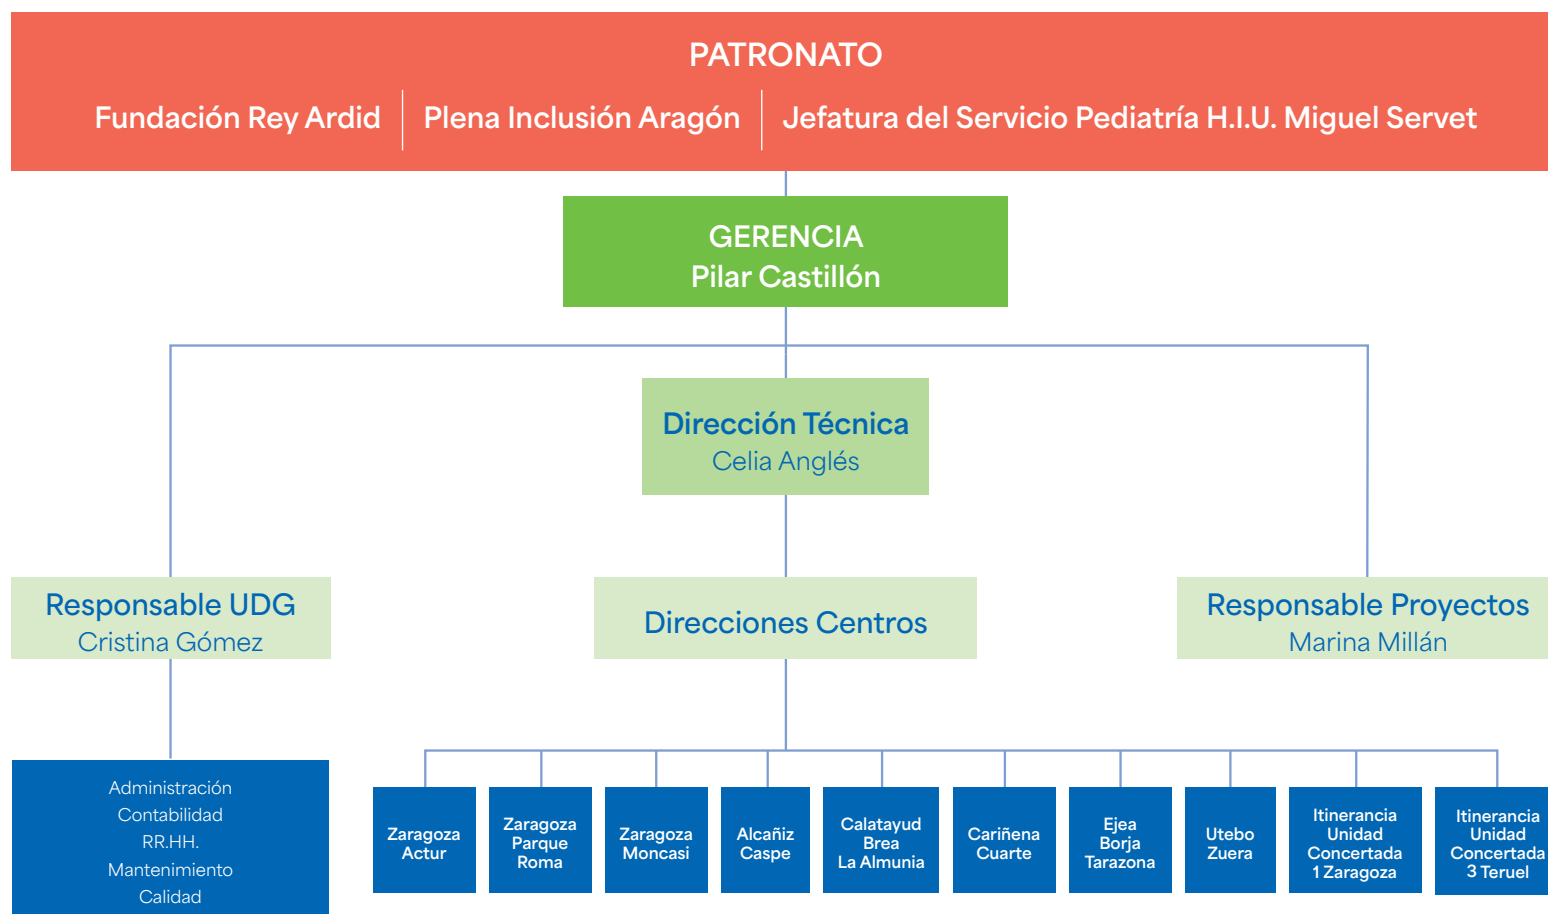 PATRONATO
Fundación Rey Ardid
Plena Inclusión Aragón
Jefatura del Servicio Pediatría H.I.U. Miguel Servet
GERENCIA
Pilar Castillón
Dirección Técnica
Celia Anglés
Responsable UDG
Cristina Gómez
Direcciones Centros
Responsable Proyectos
Marina Millán
Administración
Contabilidad
RR.HH.
Mantenimiento
Calidad
Zaragoza
Actur
Zaragoza
Parque
Roma
Zaragoza
Moncasi
Alcañiz
Caspe
Calatayud
Brea
La Almunia
Cariñena
Cuarte
Ejea
Borja
Tarazona
Utebo
Zuera
Itinerancia
Unidad
Concertada
1 Zaragoza
Itinerancia
Unidad
Concertada
3 Teruel